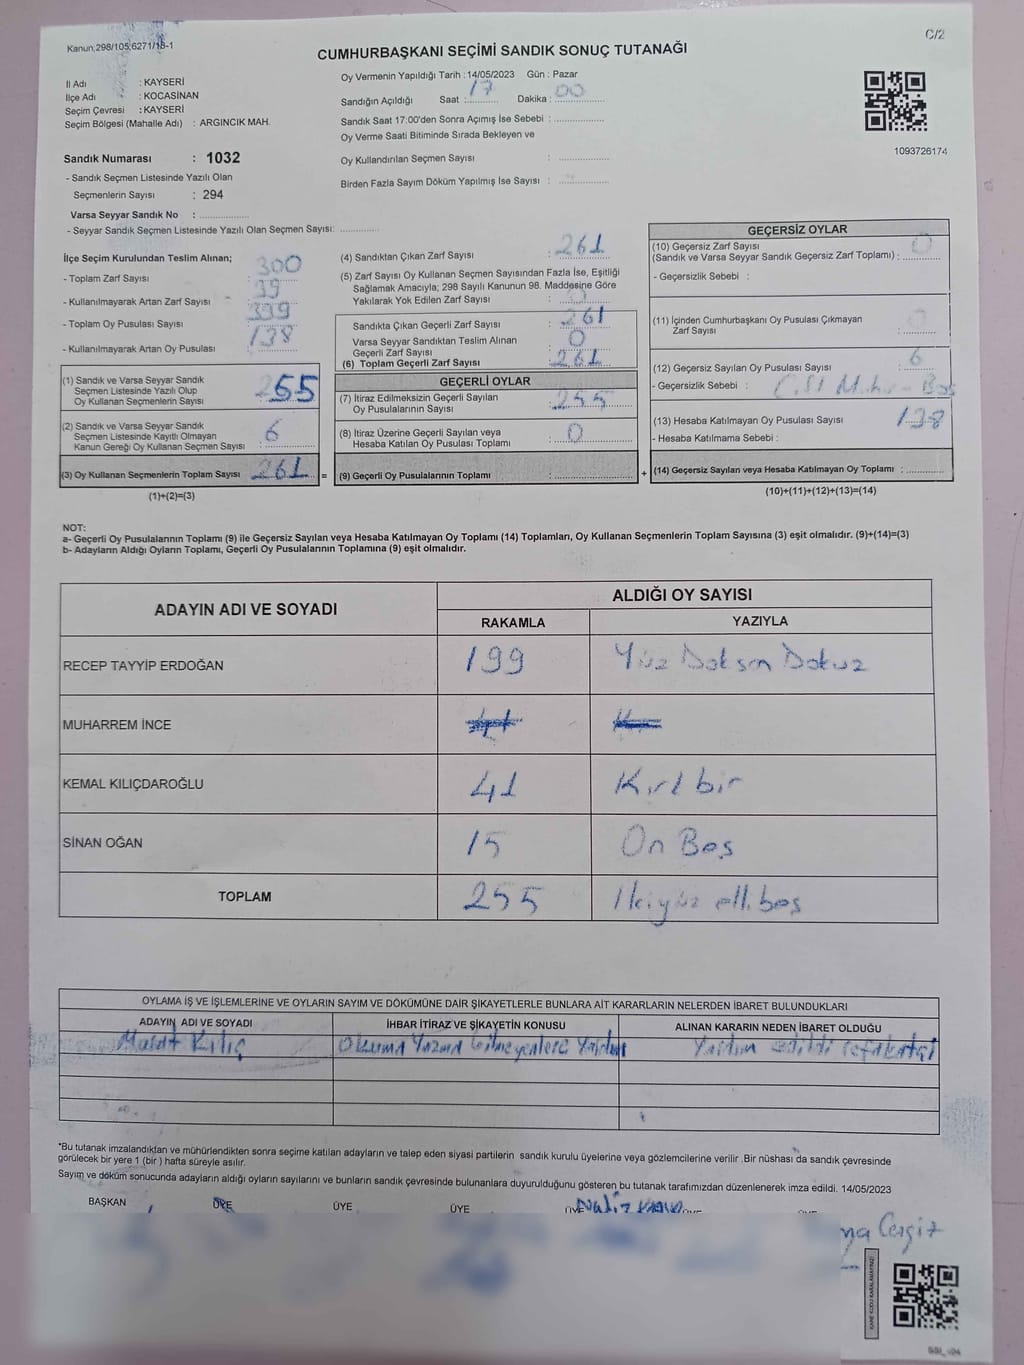 Kanun;298/105;6271/18-1
C/2
CUMHURBAŞKANI SEÇİMİ SANDIK SONUÇ TUTANAĞI
İl Adı : KAYSERİ
İlçe Adı : KOCASİNAN
Seçim Çevresi : KAYSERİ
Seçim Bölgesi (Mahalle Adı) : ARGINCIK MAH.
Oy Vermenin Yapıldığı Tarih : 14/05/2023 Gün : Pazar
Sandığın Açıldığı Saat : 17 Dakika : 00
Sandık Saat 17:00'den Sonra Açımış İse Sebebi :
Oy Verme Saati Bitiminde Sırada Bekleyen ve
Oy Kullandırılan Seçmen Sayısı :
Birden Fazla Sayım Döküm Yapılmış İse Sayısı :
1093726174
Sandık Numarası : 1032
- Sandık Seçmen Listesinde Yazılı Olan
Seçmenlerin Sayısı : 294
Varsa Seyyar Sandık No :
- Seyyar Sandık Seçmen Listesinde Yazılı Olan Seçmen Sayısı:
İlçe Seçim Kurulundan Teslim Alınan;
- Toplam Zarf Sayısı : 300
- Kullanılmayarak Artan Zarf Sayısı : 39
- Toplam Oy Pusulası Sayısı : 399
- Kullanılmayarak Artan Oy Pusulası : 138
(1) Sandık ve Varsa Seyyar Sandık
Seçmen Listesinde Yazılı Olup
Oy Kullanan Seçmenlerin Sayısı : 255
(2) Sandık ve Varsa Seyyar Sandık
Seçmen Listesinde Kayıtlı Olmayan
Kanun Gereği Oy Kullanan Seçmen Sayısı : 6
(3) Oy Kullanan Seçmenlerin Toplam Sayısı : 261 =
(1)+(2)=(3)
(4) Sandıktan Çıkan Zarf Sayısı : 261
(5) Zarf Sayısı Oy Kullanan Seçmen Sayısından Fazla İse, Eşitliği
Sağlamak Amacıyla; 298 Sayılı Kanunun 98. Maddesine Göre
Yakılarak Yok Edilen Zarf Sayısı : 0
Sandıkta Çıkan Geçerli Zarf Sayısı : 261
Varsa Seyyar Sandıktan Teslim Alınan
Geçerli Zarf Sayısı : 0
(6) Toplam Geçerli Zarf Sayısı : 261
GEÇERLİ OYLAR
(7) İtiraz Edilmeksizin Geçerli Sayılan
Oy Pusulalarının Sayısı : 255
(8) İtiraz Üzerine Geçerli Sayılan veya
Hesaba Katılan Oy Pusulası Toplamı : 0
(9) Geçerli Oy Pusulalarının Toplamı : +
GEÇERSİZ OYLAR
(10) Geçersiz Zarf Sayısı
(Sandık ve Varsa Seyyar Sandık Geçersiz Zarf Toplamı) : 0
- Geçersizlik Sebebi :
(11) İçinden Cumhurbaşkanı Oy Pusulası Çıkmayan
Zarf Sayısı : 0
(12) Geçersiz Sayılan Oy Pusulası Sayısı : 6
- Geçersizlik Sebebi :
(13) Hesaba Katılmayan Oy Pusulası Sayısı : 138
- Hesaba Katılmama Sebebi :
(14) Geçersiz Sayılan veya Hesaba Katılmayan Oy Toplamı :
(10)+(11)+(12)+(13)=(14)
NOT:
a- Geçerli Oy Pusulalarının Toplamı (9) ile Geçersiz Sayılan veya Hesaba Katılmayan Oy Toplamı (14) Toplamları, Oy Kullanan Seçmenlerin Toplam Sayısına (3) eşit olmalıdır. (9)+(14)=(3)
b- Adayların Aldığı Oyların Toplamı, Geçerli Oy Pusulalarının Toplamına (9) eşit olmalıdır.
ADAYIN ADI VE SOYADI
ALDIĞI OY SAYISI
RAKAMLA YAZIYLA
RECEP TAYYİP ERDOĞAN 199 Yüz Doksan Dokuz
MUHARREM İNCE
KEMAL KILIÇDAROĞLU 41 Kırk bir
SİNAN OĞAN 15 On Beş
TOPLAM 255 İkiyüz elli beş
OYLAMA İŞ VE İŞLEMLERİNE VE OYLARIN SAYIM VE DÖKÜMÜNE DAİR ŞİKAYETLERLE BUNLARA AİT KARARLARIN NELERDEN İBARET BULUNDUKLARI
ADAYIN ADI VE SOYADI İHBAR İTİRAZ VE ŞİKAYETİN KONUSU ALINAN KARARIN NEDEN İBARET OLDUĞU
Murat Kılıç Okuma Yazma bilmeyenlere Yardım Yardım edildi refakatçi
*Bu tutanak imzalandıktan ve mühürlendikten sonra seçime katılan adayların ve talep eden siyasi partilerin sandık kurulu üyelerine veya gözlemcilerine verilir .Bir nüshası da sandık çevresinde
görülecek bir yere 1 (bir ) hafta süreyle asılır.
Sayım ve döküm sonucunda adayların aldığı oyların sayılarını ve bunların sandık çevresinde bulunanlara duyurulduğunu gösteren bu tutanak tarafımızdan düzenlenerek imza edildi. 14/05/2023
BAŞKAN ÜYE ÜYE ÜYE